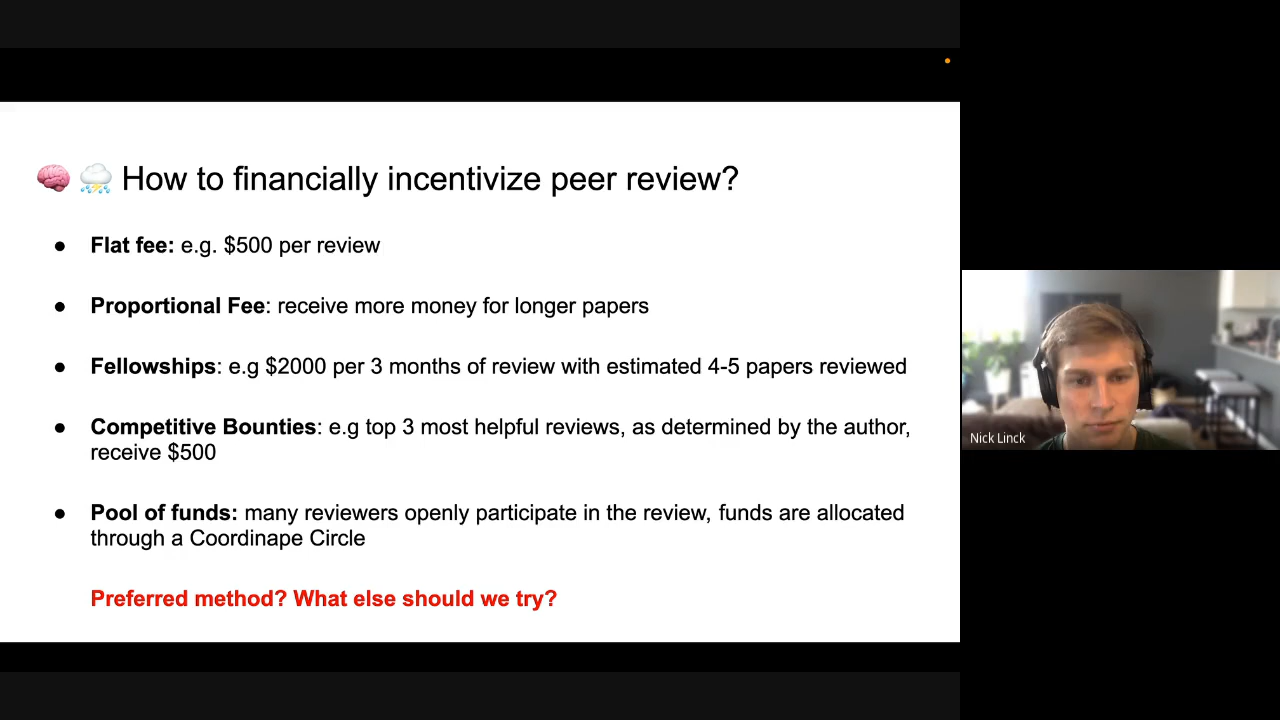 🧠 🌧️ How to financially incentivize peer review?
● Flat fee: e.g. $500 per review
● Proportional Fee: receive more money for longer papers
● Fellowships: e.g $2000 per 3 months of review with estimated 4-5 papers reviewed
● Competitive Bounties: e.g top 3 most helpful reviews, as determined by the author,
receive $500
● Pool of funds: many reviewers openly participate in the review, funds are allocated
through a Coordinape Circle
Preferred method? What else should we try?
Nick Linck